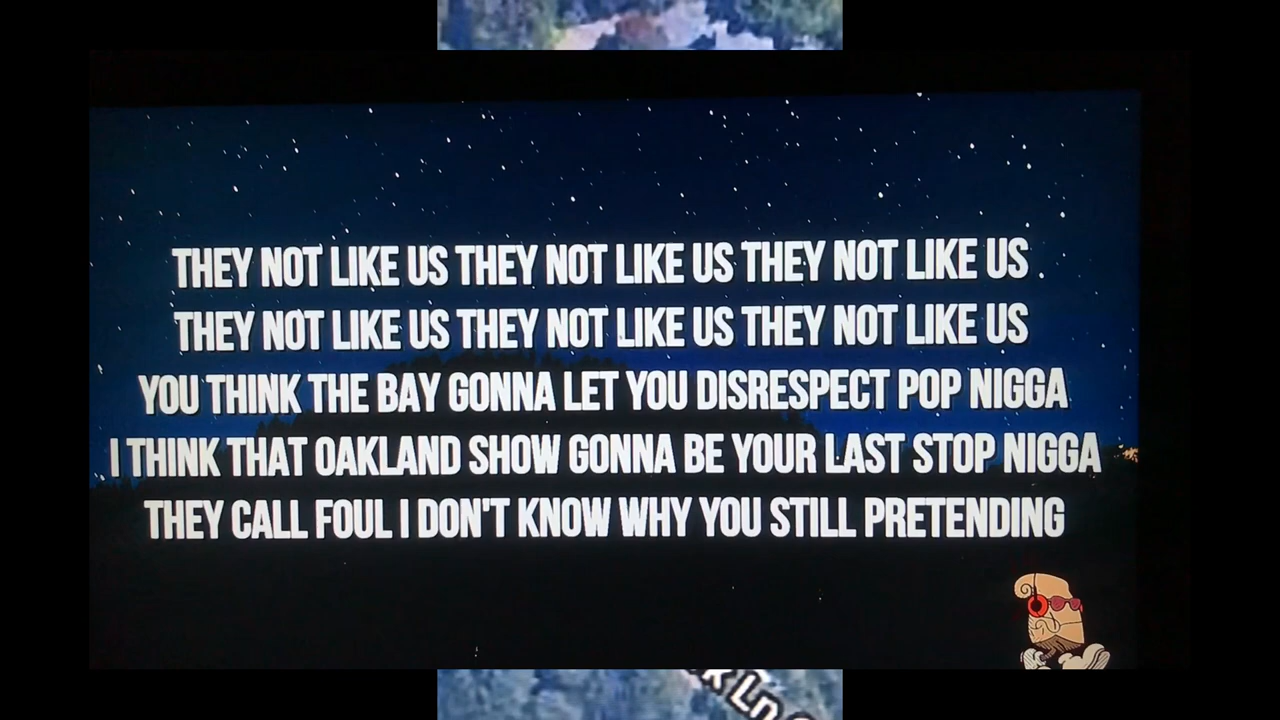 THEY NOT LIKE US THEY NOT LIKE US THEY NOT LIKE US
THEY NOT LIKE US THEY NOT LIKE US THEY NOT LIKE US
YOU THINK THE BAY GONNA LET YOU DISRESPECT POP NIGGA
I THINK THAT OAKLAND SHOW GONNA BE YOUR LAST STOP NIGGA
THEY CALL FOUL I DON'T KNOW WHY YOU STILL PRETENDING
Ln